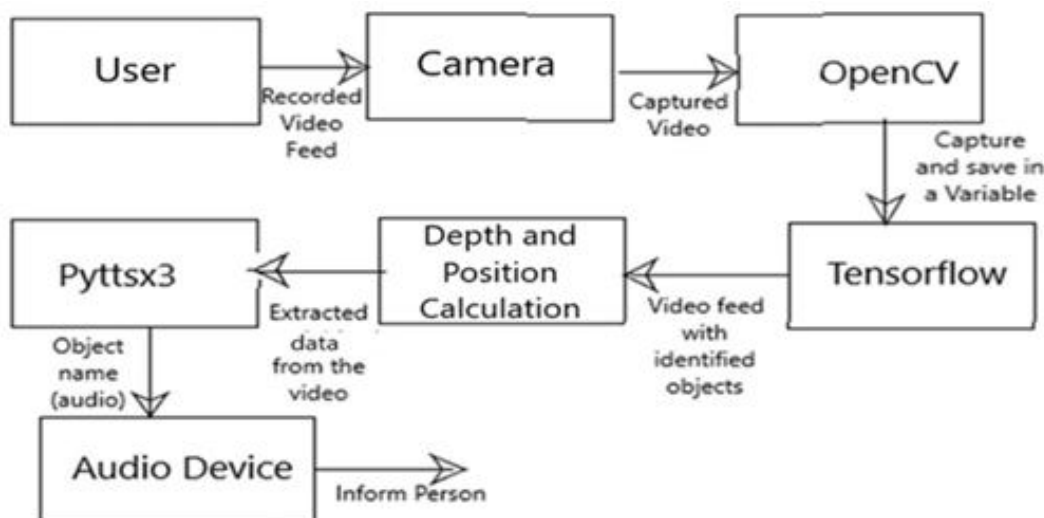 User
Recorded
Video
Feed
Camera
Captured
Video
OpenCV
Capture
and save in
a Variable
Tensorflow
Video feed
with
identified
objects
Depth and
Position
Calculation
Extracted
data
from the
video
Pyttsx3
Object
name
(audio)
Audio Device
Inform Person